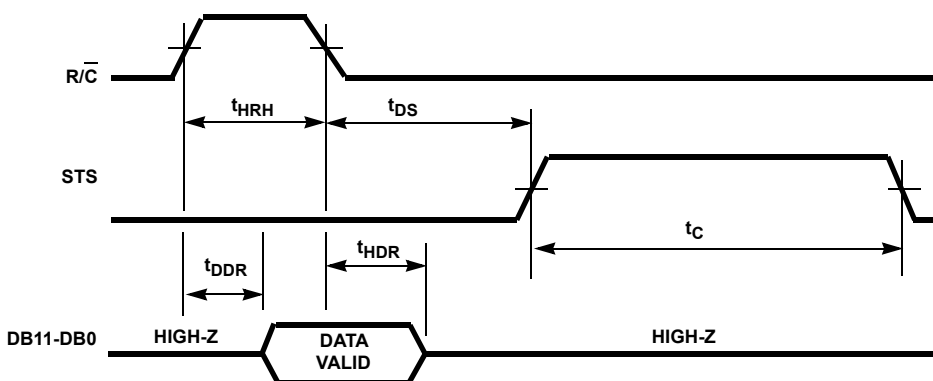 R/C̅
tHRH
tDS
STS
tC
tHDR
tDDR
DB11-DB0
HIGH-Z
DATA
VALID
HIGH-Z